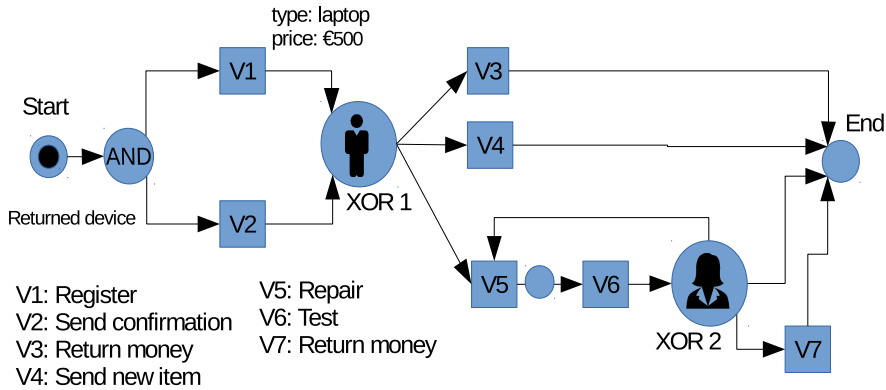 type: laptop
price: €500
V1
V3
Start
End
AND
V4
XOR 1
Returned device
V2
V5
V6
V1: Register
V2: Send confirmation
V3: Return money
V4: Send new item
V5: Repair
V6: Test
V7: Return money
XOR 2
V7